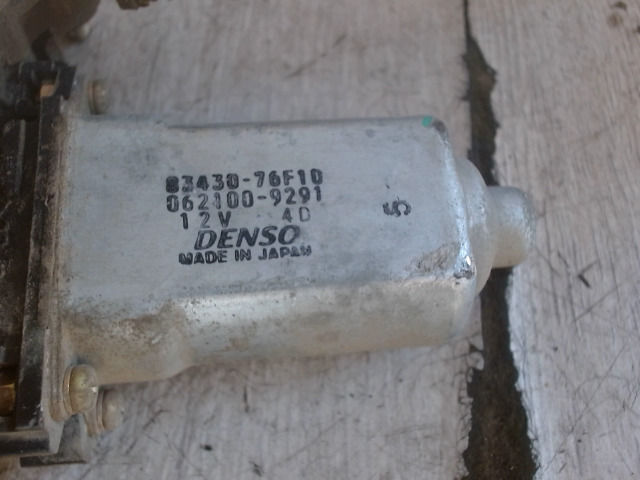 83430-76F10
062100-9291
12V 4D
DENSO
MADE IN JAPAN
5